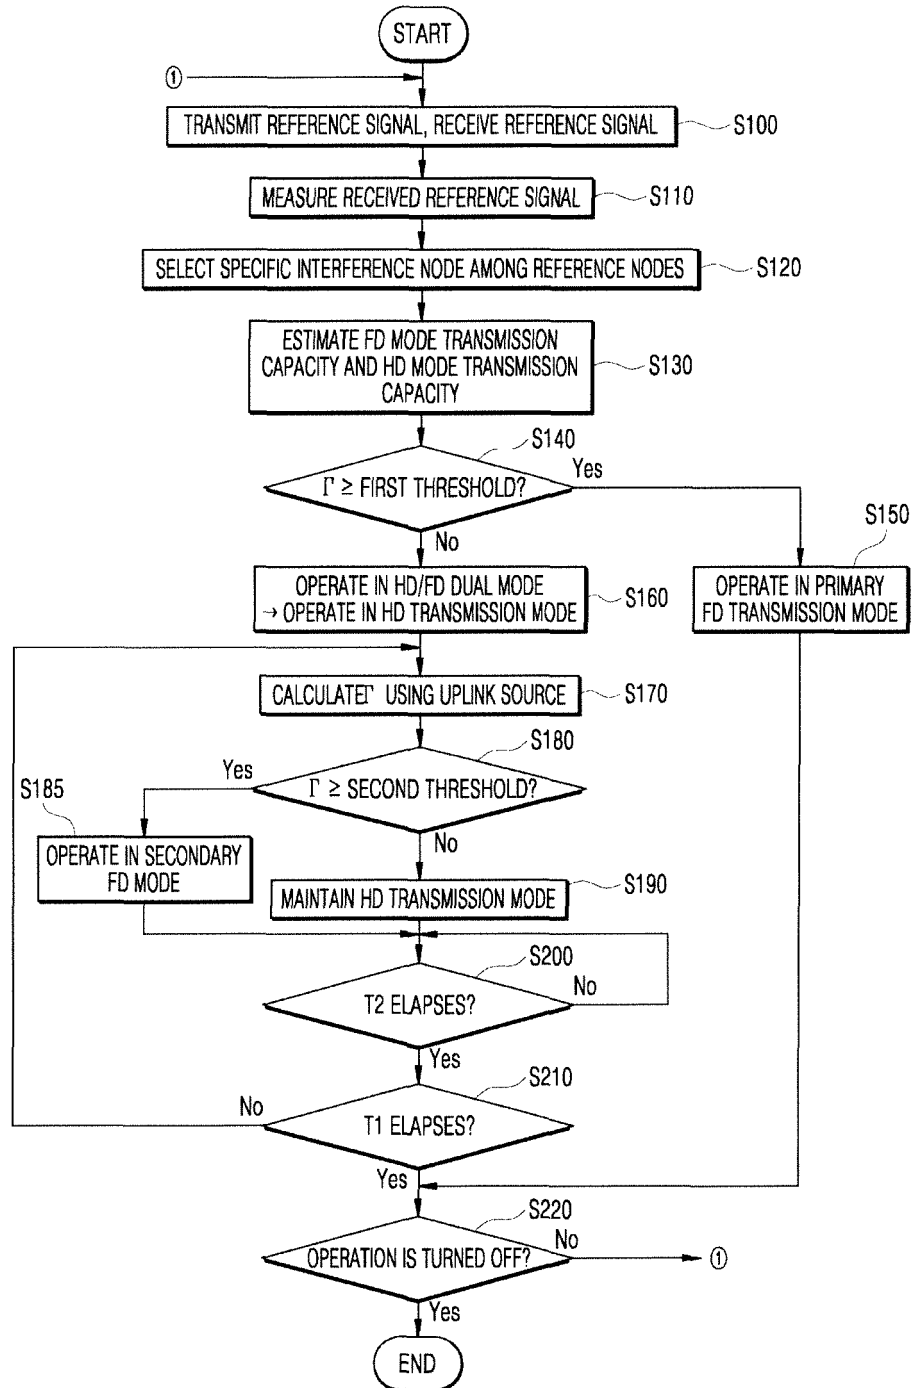 START
①
TRANSMIT REFERENCE SIGNAL, RECEIVE REFERENCE SIGNAL
S100
MEASURE RECEIVED REFERENCE SIGNAL
S110
SELECT SPECIFIC INTERFERENCE NODE AMONG REFERENCE NODES
S120
ESTIMATE FD MODE TRANSMISSION
CAPACITY AND HD MODE TRANSMISSION
CAPACITY
S130
S140
Γ ≥ FIRST THRESHOLD?
Yes
No
S150
OPERATE IN PRIMARY
FD TRANSMISSION MODE
OPERATE IN HD/FD DUAL MODE
→ OPERATE IN HD TRANSMISSION MODE
S160
CALCULATEΓ USING UPLINK SOURCE
S170
S180
Γ ≥ SECOND THRESHOLD?
Yes
No
S185
OPERATE IN SECONDARY
FD MODE
MAINTAIN HD TRANSMISSION MODE
S190
S200
T2 ELAPSES?
No
Yes
S210
T1 ELAPSES?
No
Yes
S220
OPERATION IS TURNED OFF?
No
①
Yes
END